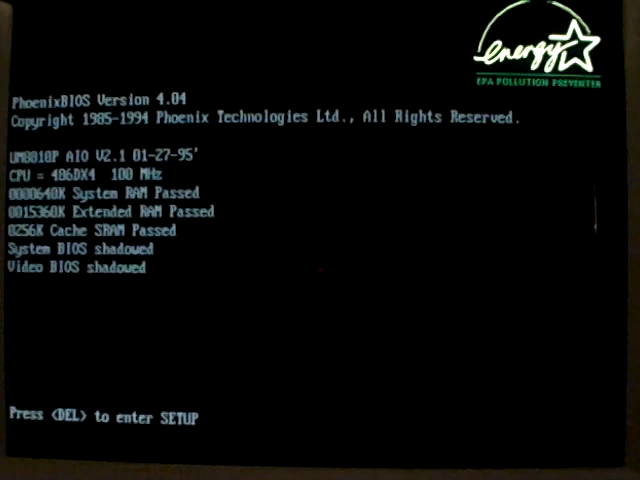 energy
EPA POLLUTION PREVENTER
PhoenixBIOS Version 4.04
Copyright 1985-1994 Phoenix Technologies Ltd., All Rights Reserved.
UM8810P AIO V2.1 01-27-95'
CPU = 486DX4 100 MHz
0000640K System RAM Passed
0015360K Extended RAM Passed
0256K Cache SRAM Passed
System BIOS shadowed
Video BIOS shadowed
Press <DEL> to enter SETUP